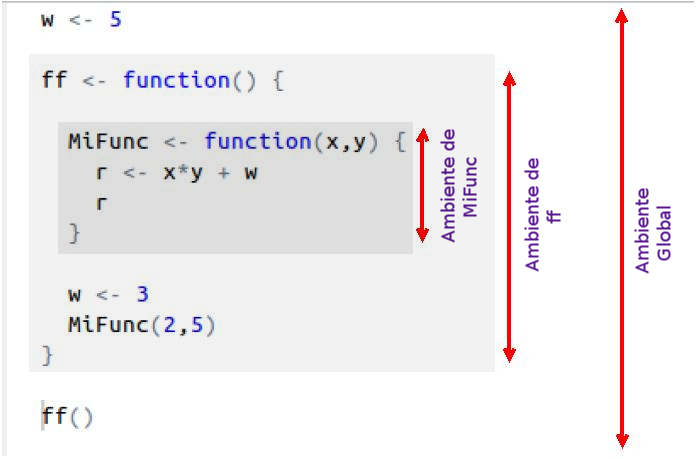 w <- 5
ff <- function() {
MiFunc <- function(x,y) {
r <- x*y + w
r
}
w <- 3
MiFunc(2,5)
}
ff()
Ambiente de
MiFunc
Ambiente de
ff
Ambiente
Global